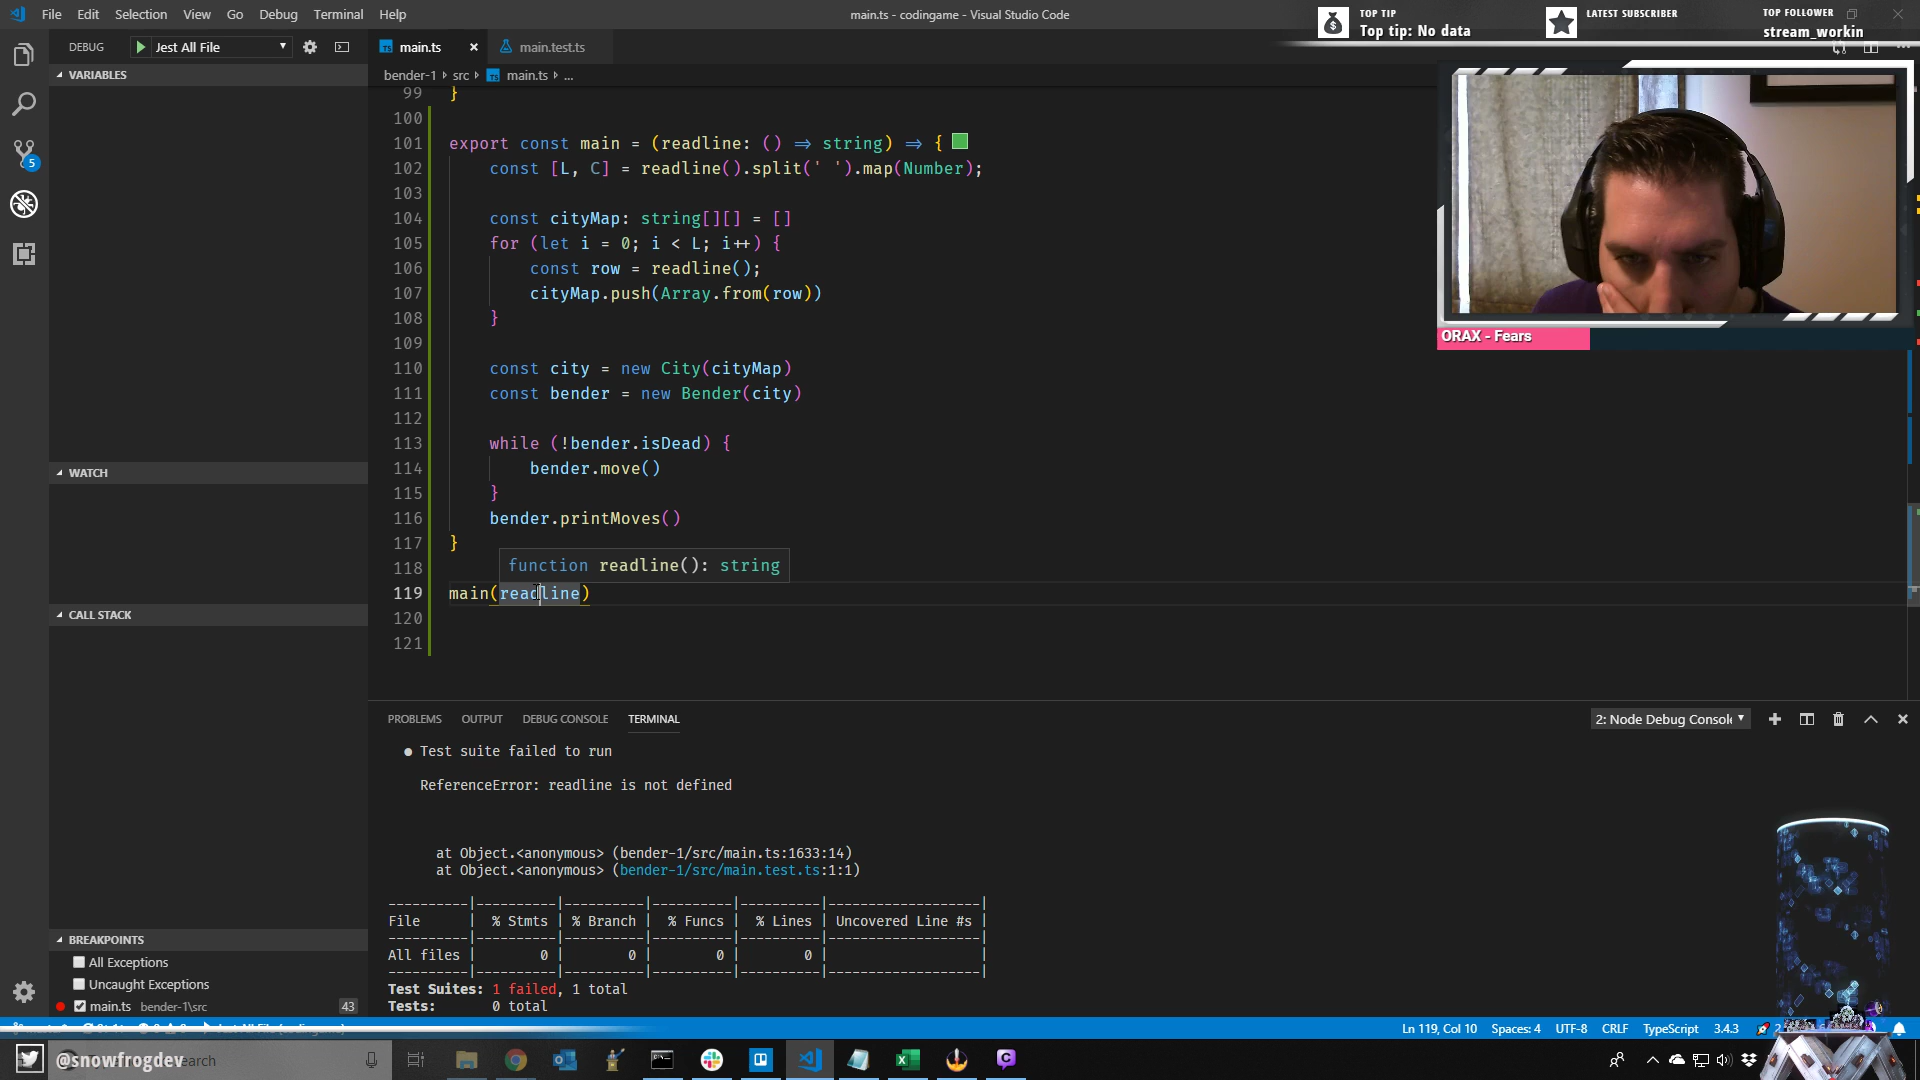 File Edit Selection View Go Debug Terminal Help
main.ts - codingame - Visual Studio Code
TOP TIP
Top tip: No data
LATEST SUBSCRIBER
TOP FOLLOWER
stream_workin
DEBUG
Jest All File
main.ts
main.test.ts
bender-1 src main.ts ...
VARIABLES
WATCH
CALL STACK
BREAKPOINTS
All Exceptions
Uncaught Exceptions
main.ts bender-1\src 43
5
99 }
100
101 export const main = (readline: () => string) => {
102 const [L, C] = readline().split(' ').map(Number);
103
104 const cityMap: string[][] = []
105 for (let i = 0; i < L; i++) {
106 const row = readline();
107 cityMap.push(Array.from(row))
108 }
109
110 const city = new City(cityMap)
111 const bender = new Bender(city)
112
113 while (!bender.isDead) {
114 bender.move()
115 }
116 bender.printMoves()
117 }
118
function readline(): string
119 main(readline)
120
121
ORAX - Fears
PROBLEMS OUTPUT DEBUG CONSOLE TERMINAL
2: Node Debug Consol
● Test suite failed to run
ReferenceError: readline is not defined
at Object.<anonymous> (bender-1/src/main.ts:1633:14)
at Object.<anonymous> (bender-1/src/main.test.ts:1:1)
----------|----------|----------|----------|----------|-------------------|
File | % Stmts | % Branch | % Funcs | % Lines | Uncovered Line #s |
----------|----------|----------|----------|----------|-------------------|
All files | 0 | 0 | 0 | 0 | |
----------|----------|----------|----------|----------|-------------------|
Test Suites: 1 failed, 1 total
Tests: 0 total
Ln 119, Col 10 Spaces: 4 UTF-8 CRLF TypeScript 3.4.3
@snowfrogdev